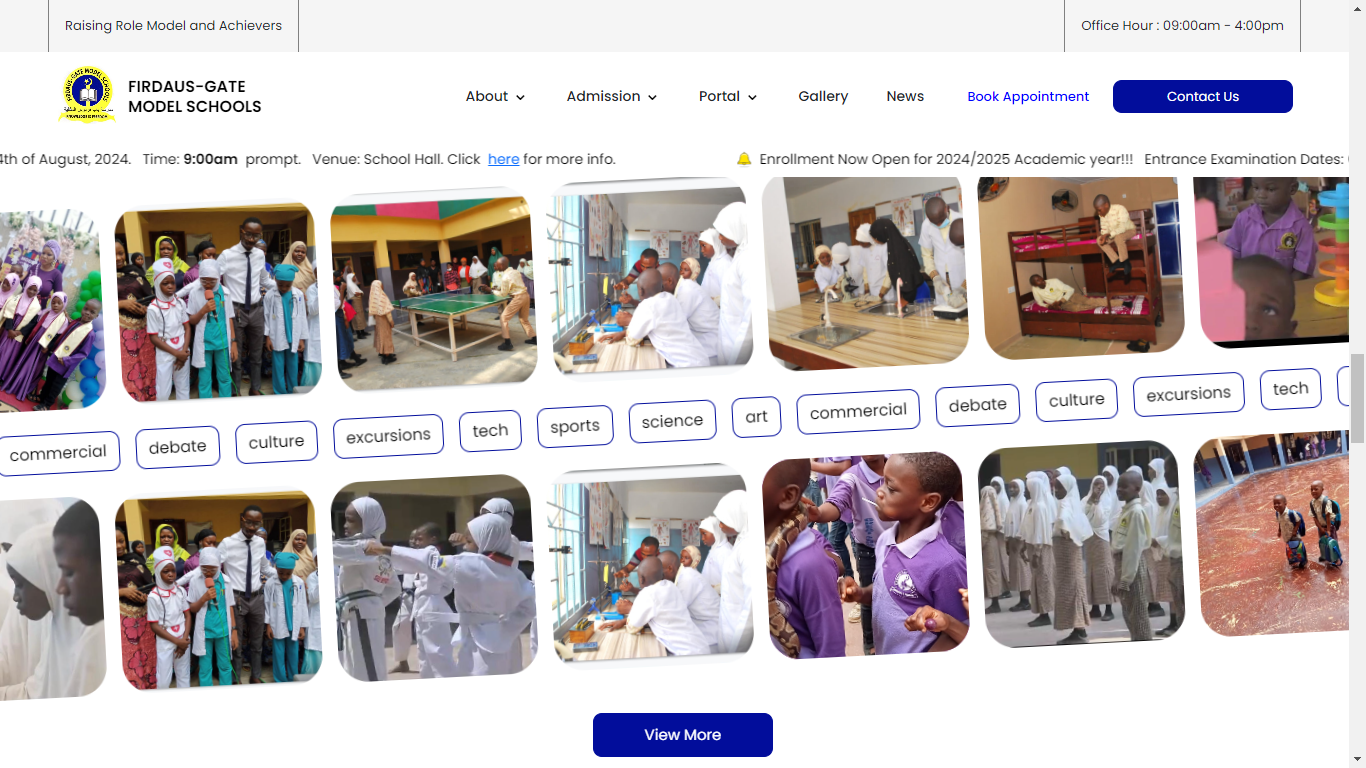 Raising Role Model and Achievers
Office Hour : 09:00am - 4:00pm
FIRDAUS-GATE
MODEL SCHOOLS
About
Admission
Portal
Gallery
News
Book Appointment
Contact Us
4th of August, 2024. Time: 9:00am prompt. Venue: School Hall. Click here for more info.
🔔 Enrollment Now Open for 2024/2025 Academic year!!! Entrance Examination Dates:
commercial
debate
culture
excursions
tech
sports
science
art
commercial
debate
culture
excursions
tech
View More